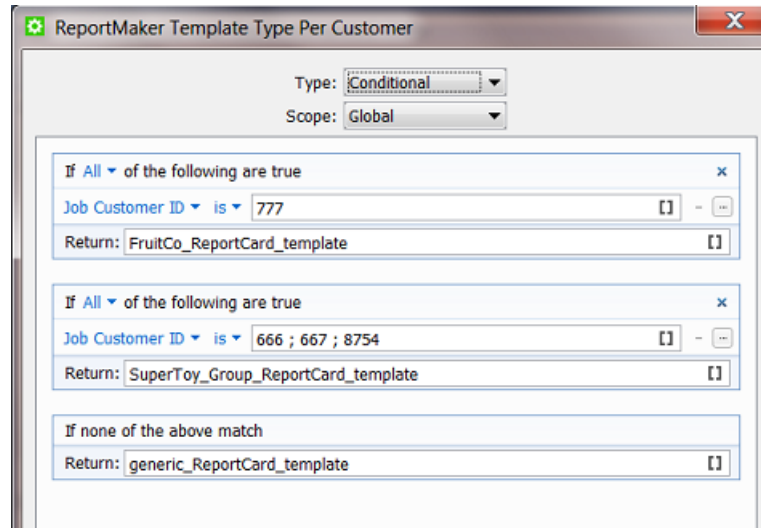 ReportMaker Template Type Per Customer
Type: Conditional
Scope: Global
If All of the following are true
Job Customer ID is 777
Return: FruitCo_ReportCard_template
If All of the following are true
Job Customer ID is 666 ; 667 ; 8754
Return: SuperToy_Group_ReportCard_template
If none of the above match
Return: generic_ReportCard_template